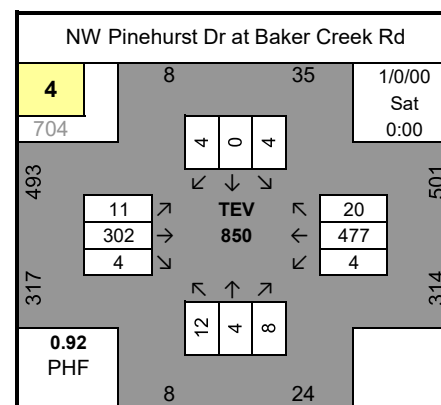 NW Pinehurst Dr at Baker Creek Rd
4
704
8
35
1/0/00
Sat
0:00
4 0 4
↙ ↓ ↘
493
501
11 ↗
302 →
4 ↘
TEV
850
↖ 20
← 477
↙ 4
317
314
↖ ↑ ↗
12 4 8
0.92
PHF
8
24